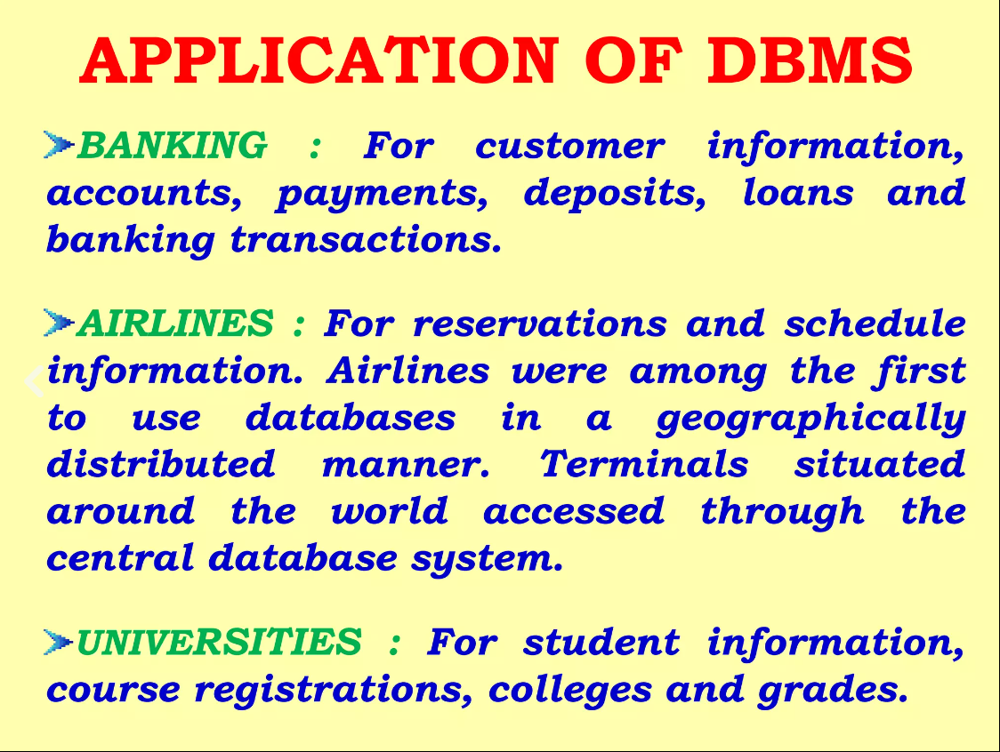 APPLICATION OF DBMS
BANKING : For customer information,
accounts, payments, deposits, loans and
banking transactions.
AIRLINES : For reservations and schedule
information. Airlines were among the first
to use databases in a geographically
distributed manner. Terminals situated
around the world accessed through the
central database system.
UNIVERSITIES : For student information,
course registrations, colleges and grades.